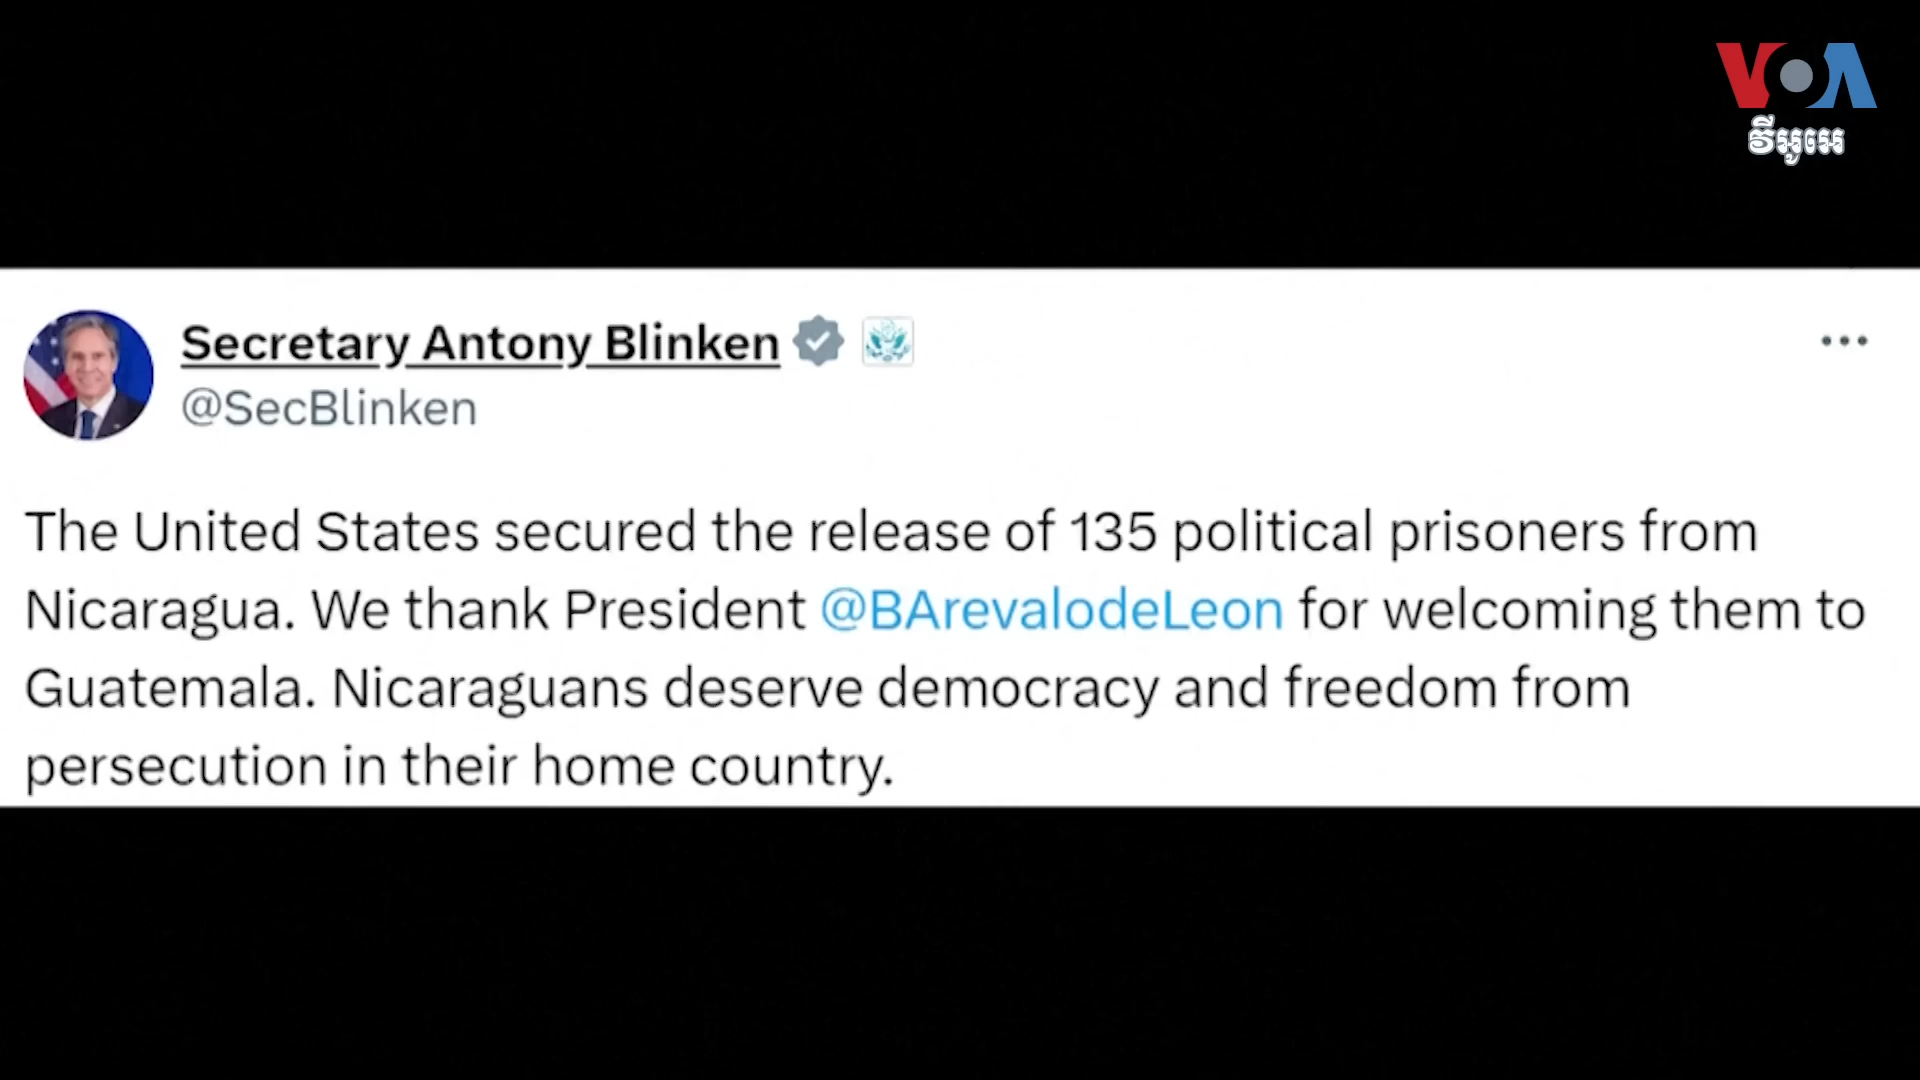 VOA
វីអូអេ
Secretary Antony Blinken
@SecBlinken
The United States secured the release of 135 political prisoners from
Nicaragua. We thank President @BArevalodeLeon for welcoming them to
Guatemala. Nicaraguans deserve democracy and freedom from
persecution in their home country.